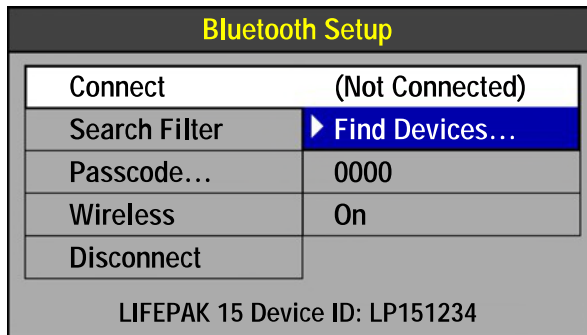 Bluetooth Setup
Connect (Not Connected)
Search Filter Find Devices...
Passcode... 0000
Wireless On
Disconnect
LIFEPAK 15 Device ID: LP151234